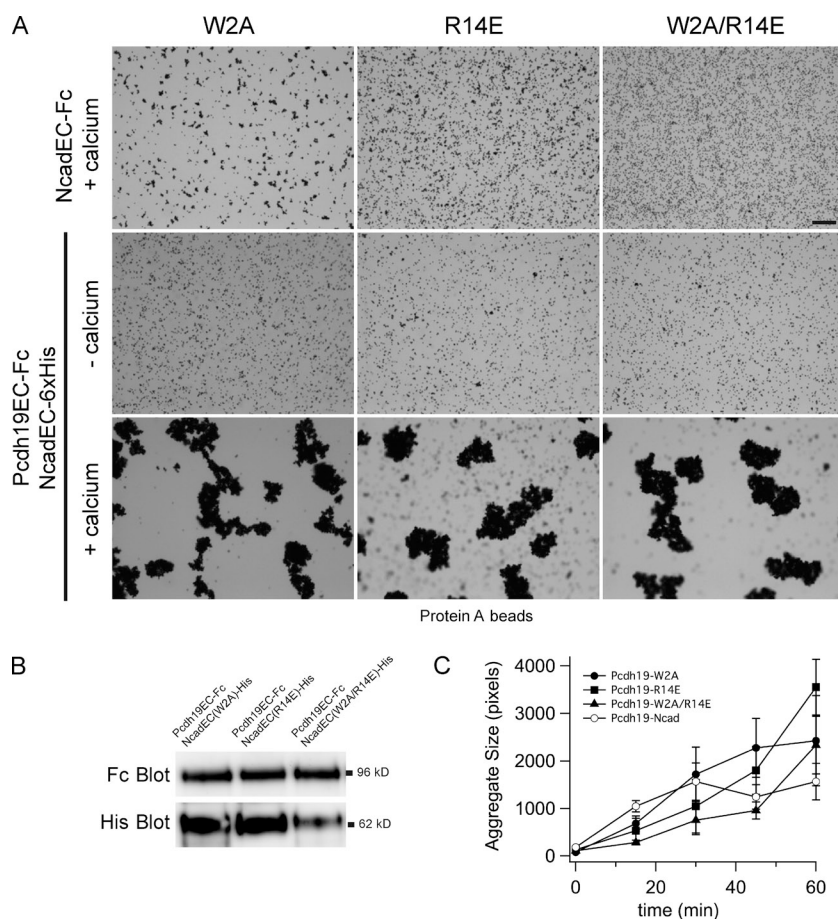 A
W2A
R14E
W2A/R14E
NcadEC-Fc
+ calcium
Pcdh19EC-Fc
NcadEC-6xHis
- calcium
+ calcium
Protein A beads
B
Pcdh19EC-Fc
NcadEC(W2A)-His
Pcdh19EC-Fc
NcadEC(R14E)-His
Pcdh19EC-Fc
NcadEC(W2A/R14E)-His
Fc Blot
96 kD
His Blot
62 kD
C
Pcdh19-W2A
Pcdh19-R14E
Pcdh19-W2A/R14E
Pcdh19-Ncad
Aggregate Size (pixels)
4000
3000
2000
1000
0
0
20
40
60
time (min)